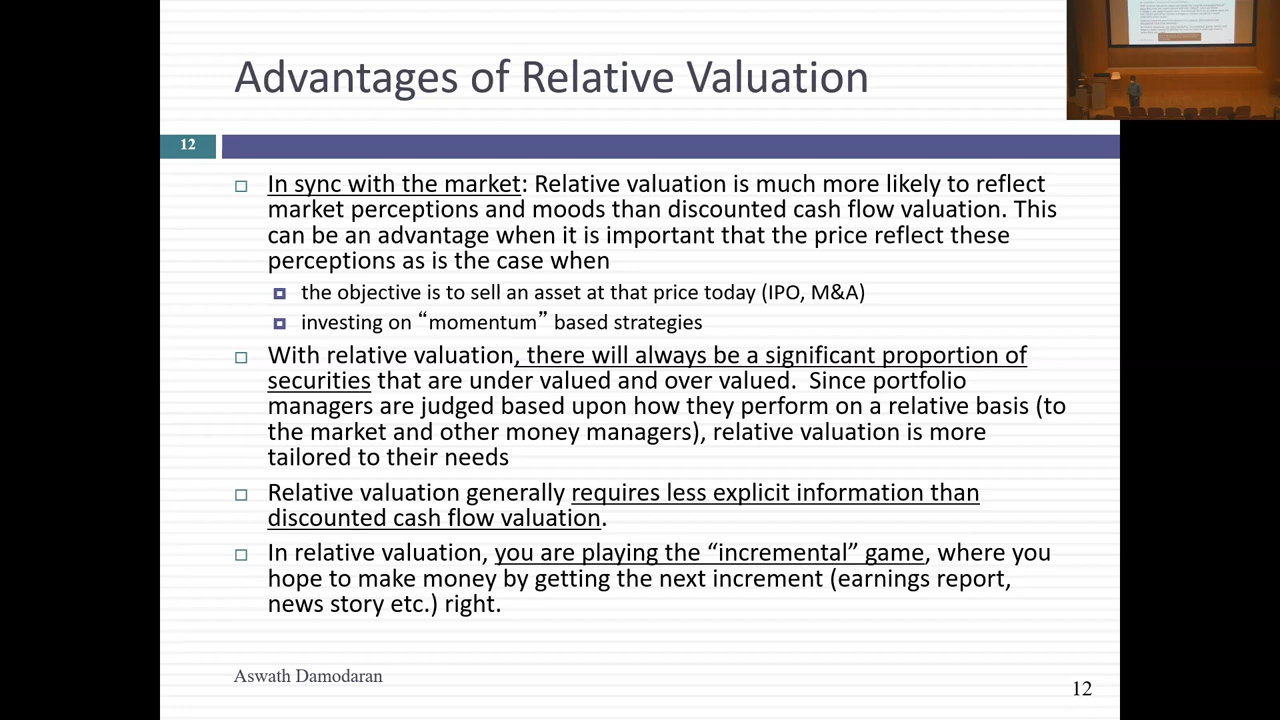 Advantages of Relative Valuation
12
In sync with the market: Relative valuation is much more likely to reflect
market perceptions and moods than discounted cash flow valuation. This
can be an advantage when it is important that the price reflect these
perceptions as is the case when
the objective is to sell an asset at that price today (IPO, M&A)
investing on “momentum” based strategies
With relative valuation, there will always be a significant proportion of
securities that are under valued and over valued.  Since portfolio
managers are judged based upon how they perform on a relative basis (to
the market and other money managers), relative valuation is more
tailored to their needs
Relative valuation generally requires less explicit information than
discounted cash flow valuation.
In relative valuation, you are playing the “incremental” game, where you
hope to make money by getting the next increment (earnings report,
news story etc.) right.
Aswath Damodaran
12